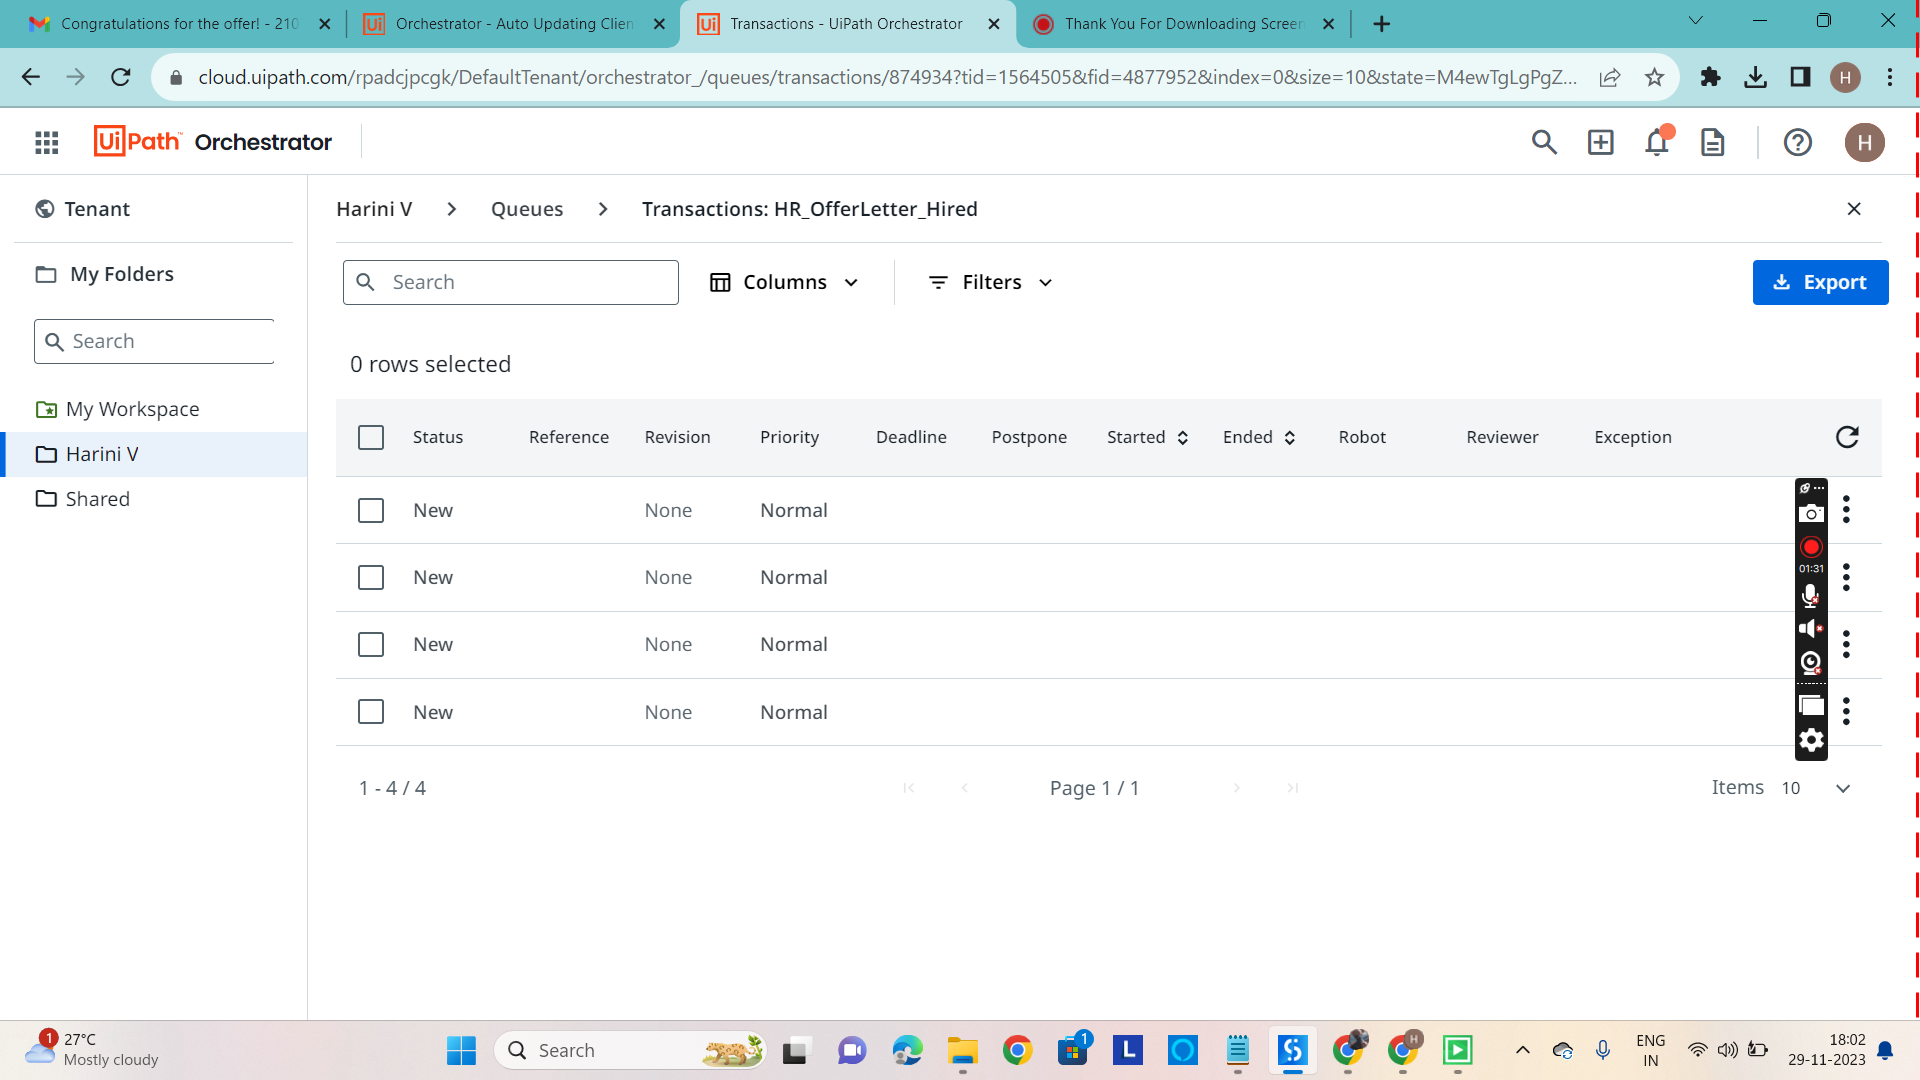 Congratulations for the offer! - 210
Orchestrator - Auto Updating Clien
Transactions - UiPath Orchestrator
Thank You For Downloading Screen
cloud.uipath.com/rpadcjpcgk/DefaultTenant/orchestrator_/queues/transactions/874934?tid=1564505&fid=4877952&index=0&size=10&state=M4ewTgLgPgZ...
H
UiPath™ Orchestrator
H
Tenant
My Folders
Search
My Workspace
Harini V
Shared
Harini V > Queues > Transactions: HR_OfferLetter_Hired
Search
Columns
Filters
Export
0 rows selected
Status Reference Revision Priority Deadline Postpone Started Ended Robot Reviewer Exception
New None Normal
New None Normal
New None Normal
New None Normal
01:31
1 - 4 / 4
Page 1 / 1
Items 10
1
27°C
Mostly cloudy
Search
1
L
H
ENG
IN
18:02
29-11-2023